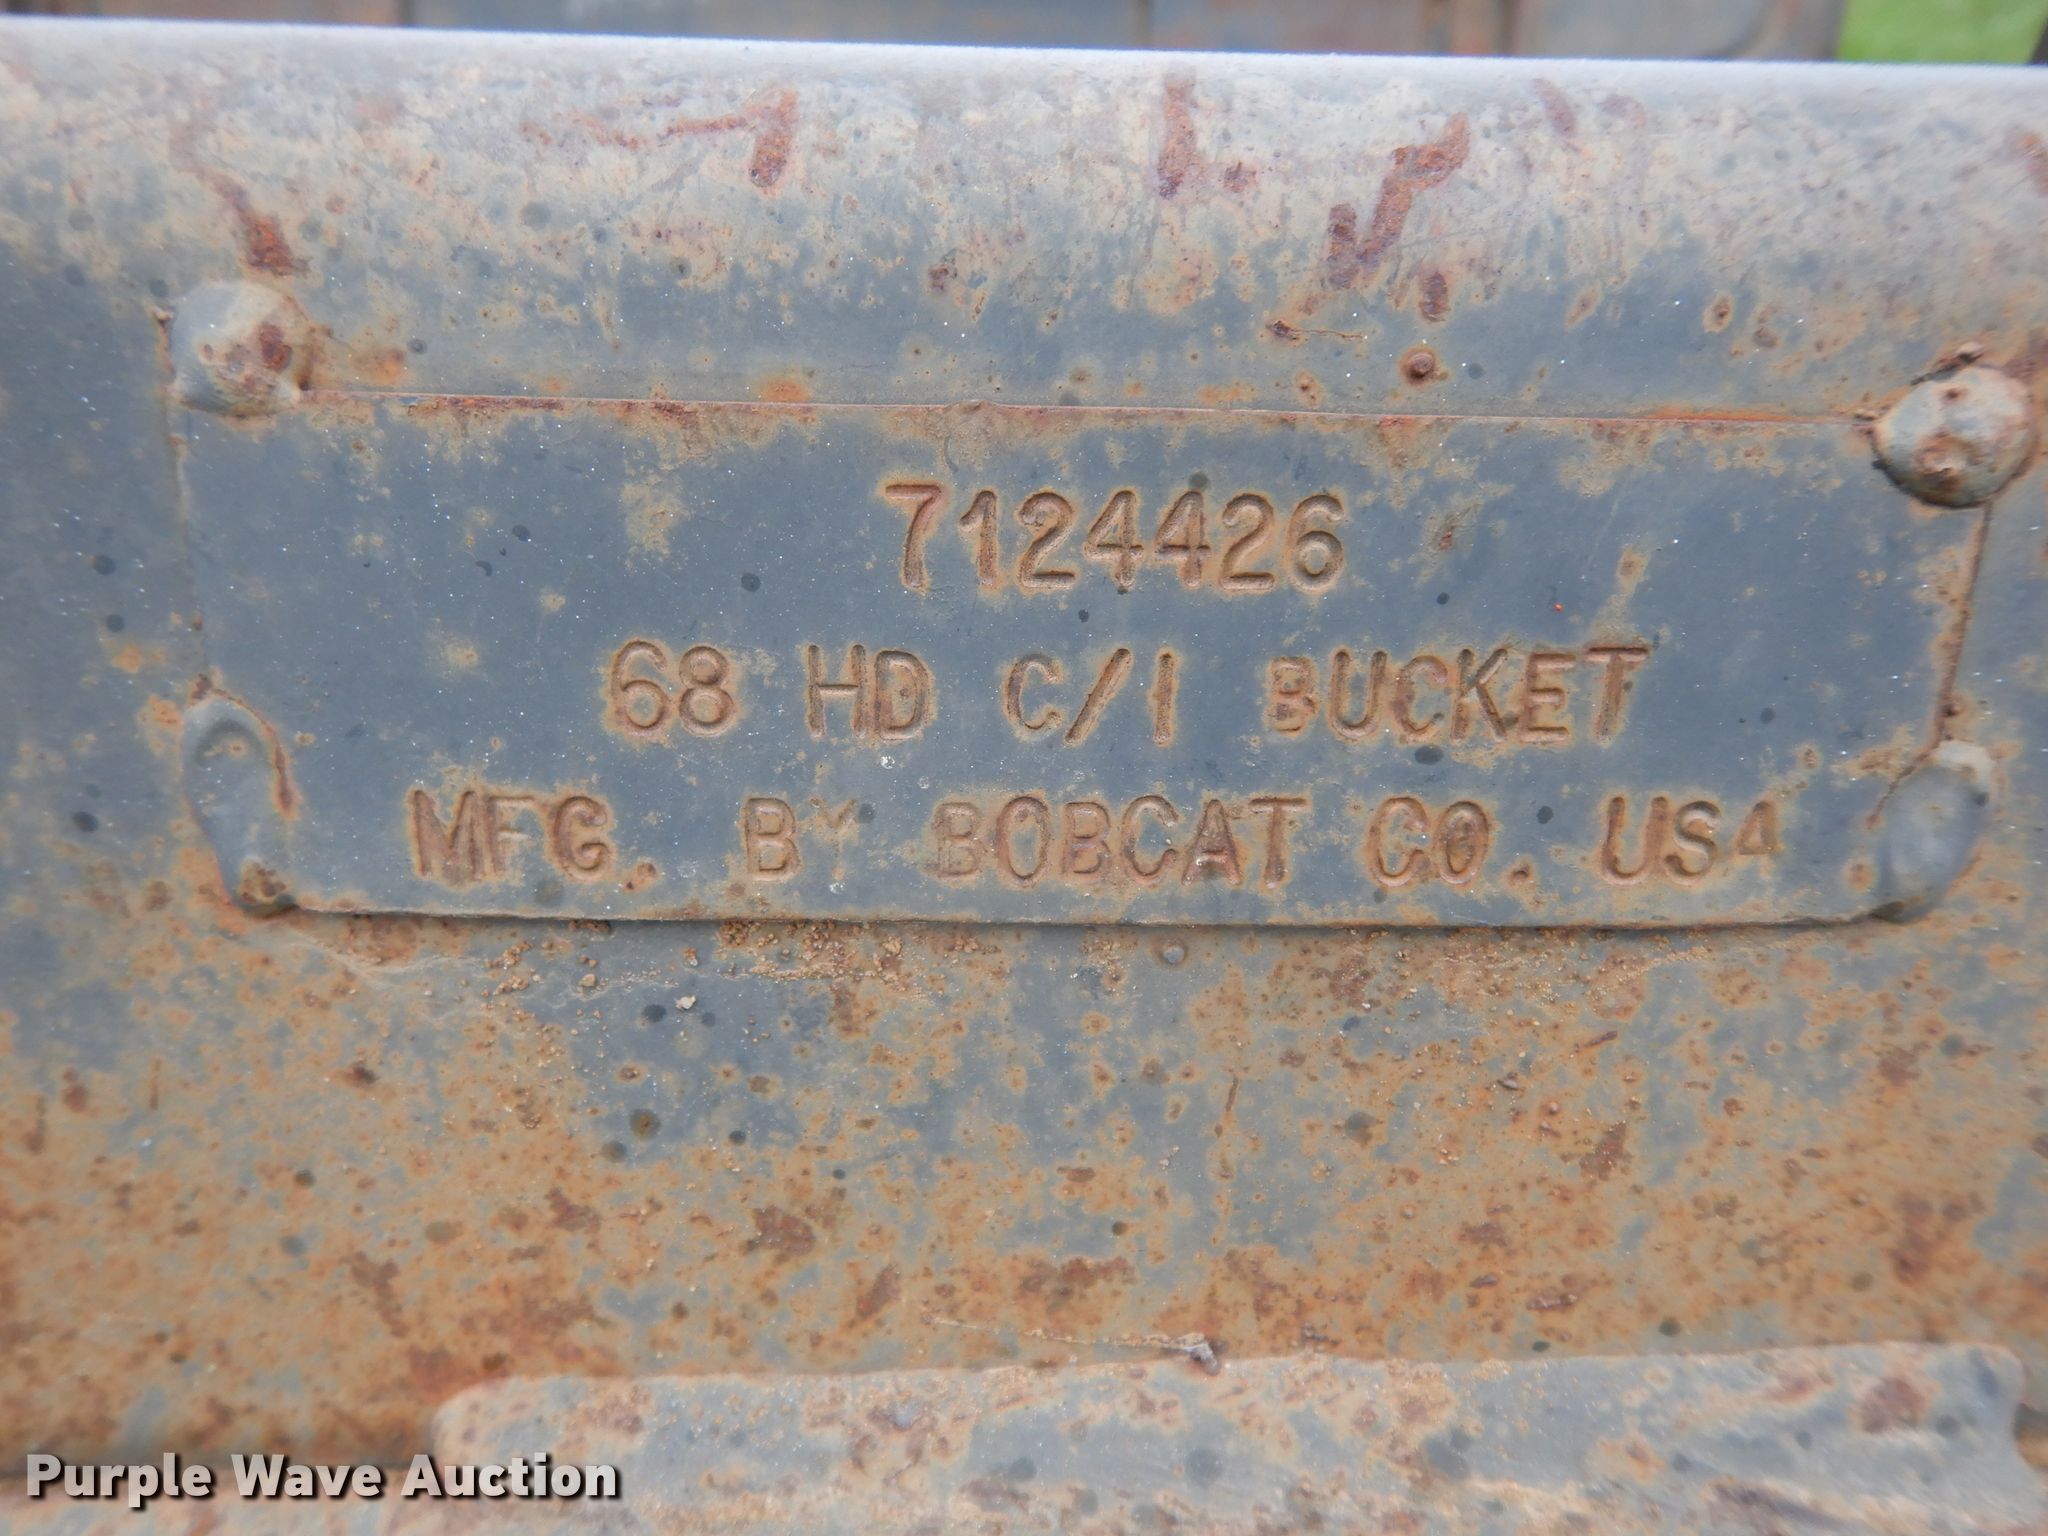 7124426
68 HD C/I BUCKET
MFG. BY BOBCAT CO. USA
Purple Wave Auction